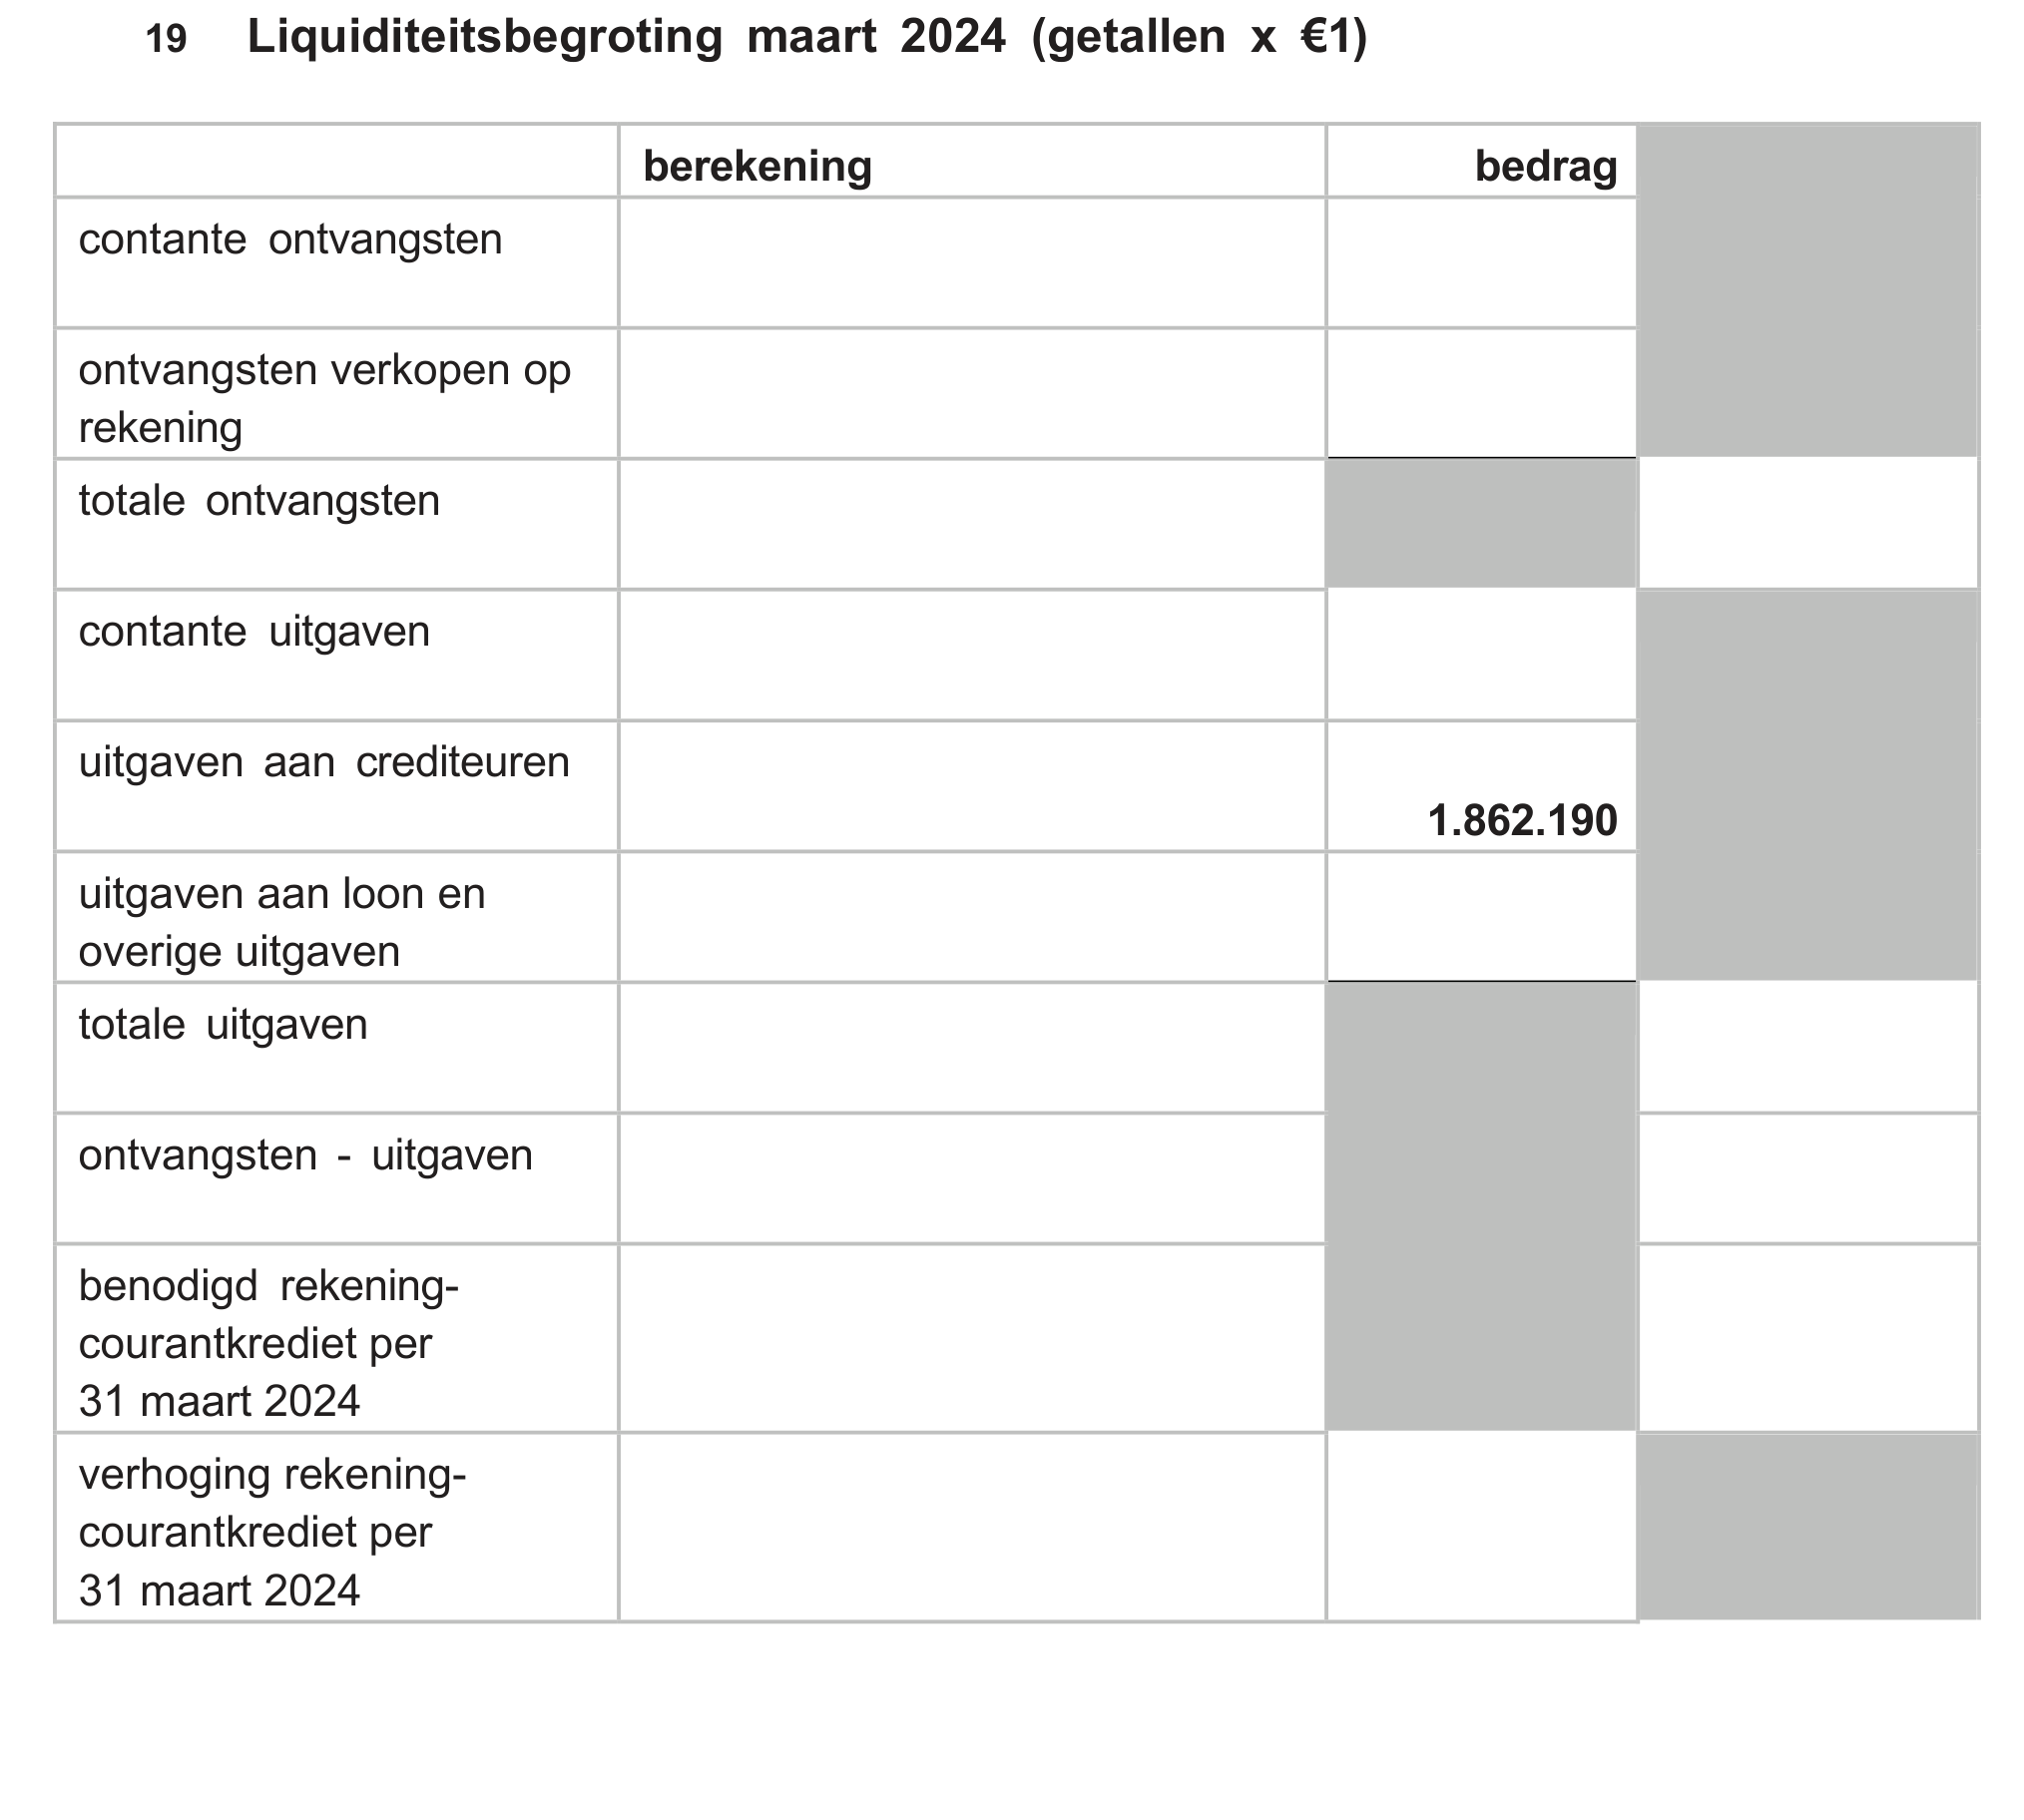 19 Liquiditeitsbegroting maart 2024 (getallen x €1)
berekening bedrag
contante ontvangsten
ontvangsten verkopen op
rekening
totale ontvangsten
contante uitgaven
uitgaven aan crediteuren
1.862.190
uitgaven aan loon en
overige uitgaven
totale uitgaven
ontvangsten - uitgaven
benodigd rekening-
courantkrediet per
31 maart 2024
verhoging rekening-
courantkrediet per
31 maart 2024